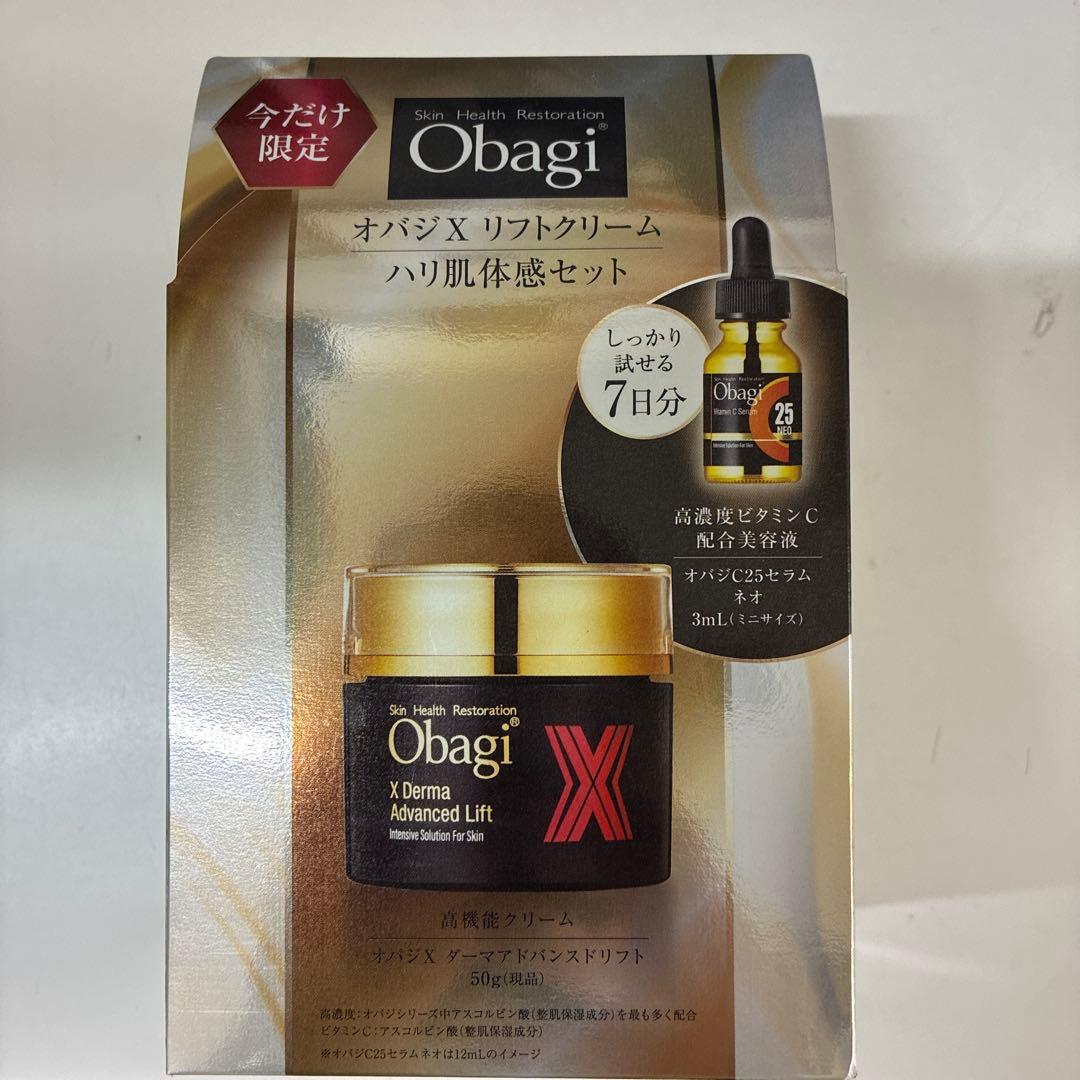 今だけ
限定
Skin Health Restoration
Obagi®
オバジX リフトクリーム
ハリ肌体感セット
しっかり
試せる
7日分
Skin Health Restoration
Obagi
Vitamin C Serum
C
25
NEO
Intensive Solution For Skin
高濃度ビタミンC
配合美容液
オバジC25セラム
ネオ
3mL(ミニサイズ)
Skin Health Restoration
Obagi®
X Derma
Advanced Lift
Intensive Solution For Skin
X
高機能クリーム
オバジX ダーマアドバンスドリフト
50g(現品)
高濃度:オバジシリーズ中アスコルビン酸(整肌保湿成分)を最も多く配合
ビタミンC:アスコルビン酸(整肌保湿成分)
※オバジC25セラムネオは12mLのイメージ